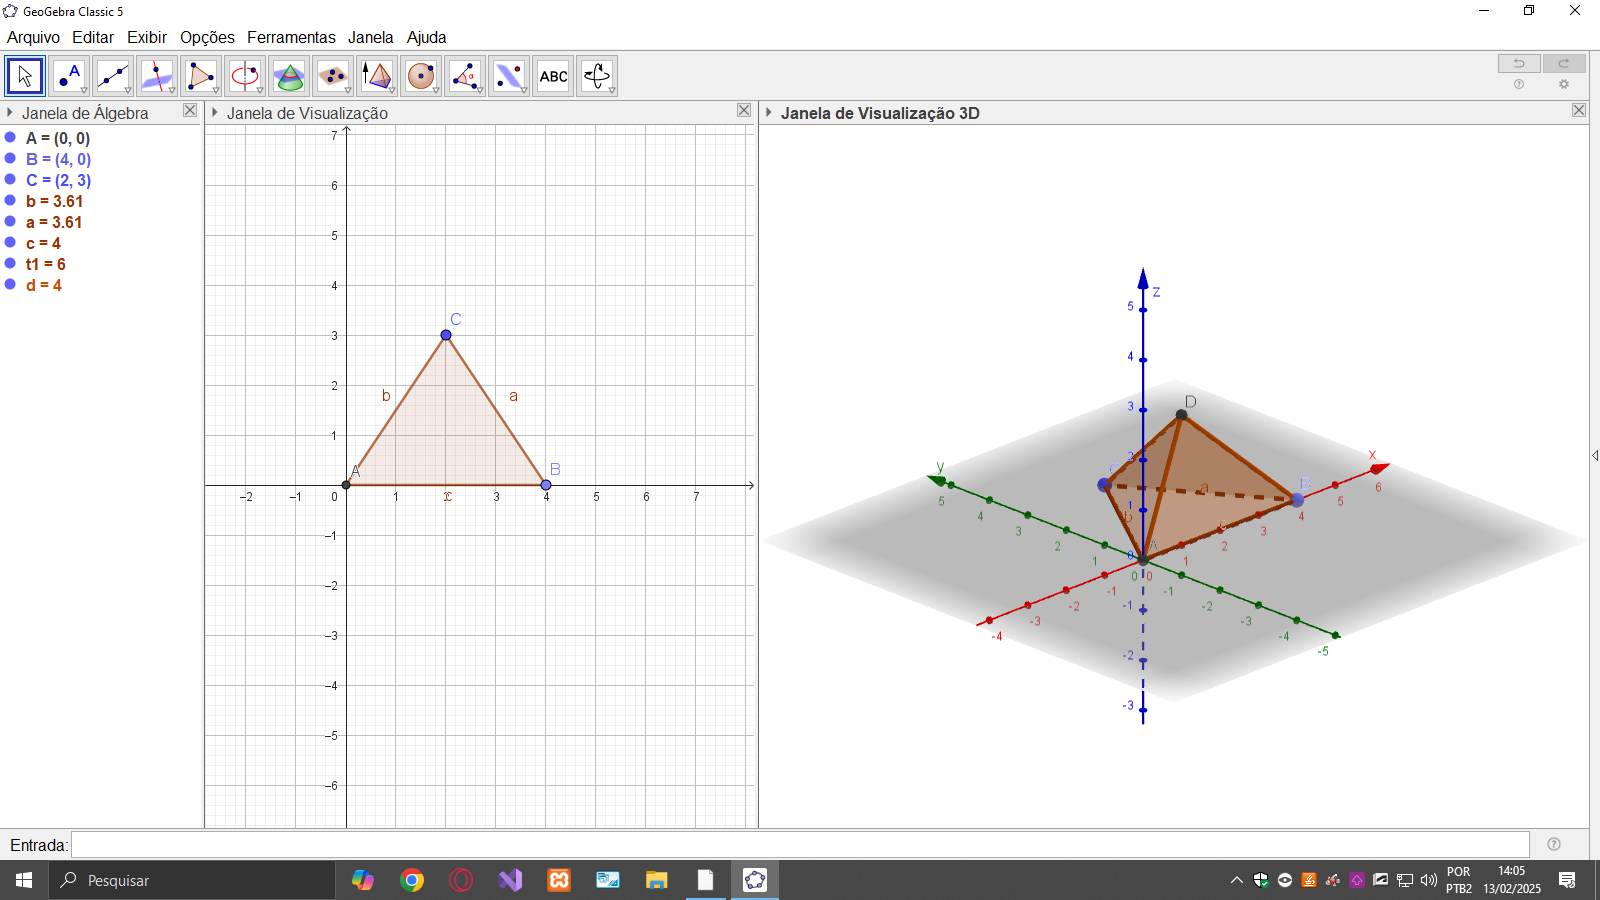 GeoGebra Classic 5
Arquivo Editar Exibir Opções Ferramentas Janela Ajuda
A α ABC
Janela de Álgebra
A = (0, 0)
B = (4, 0)
C = (2, 3)
b = 3.61
a = 3.61
c = 4
t1 = 6
d = 4
Janela de Visualização
7
6
5
4
3
2
1
0
–1
–2
–3
–4
–5
–6
–2 –1 0 1 2 3 4 5 6 7
C
b a
A B
c
Janela de Visualização 3D
z
5
4
3
2
1
0
-1
-2
-3
D
x
y
C B
a
b
A
5 4 3 2 1 0 -1 -2 -3 -4 -5
-4 -3 -2 -1 0 1 2 3 4 5 6
Entrada:
Pesquisar
POR
PTB2
14:05
13/02/2025